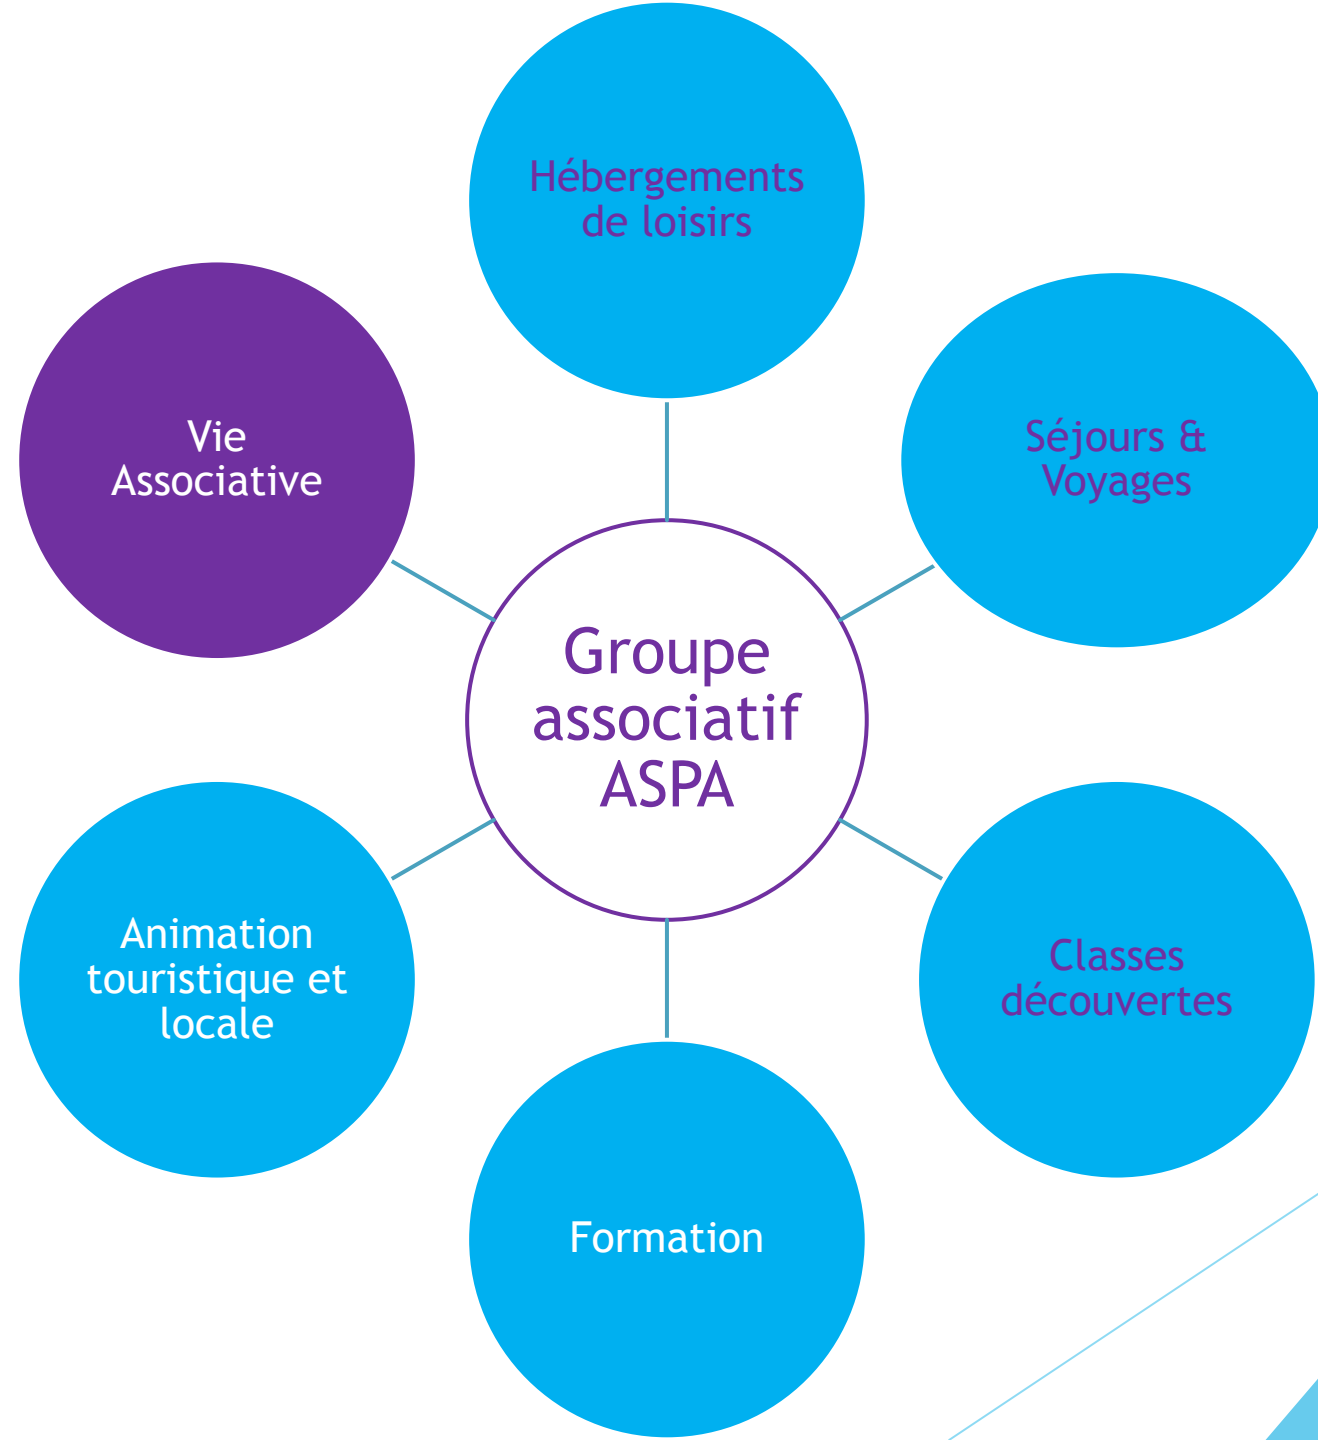 Hébergements
de loisirs
Vie
Associative
Séjours &
Voyages
Groupe
associatif
ASPA
Animation
touristique et
locale
Classes
découvertes
Formation